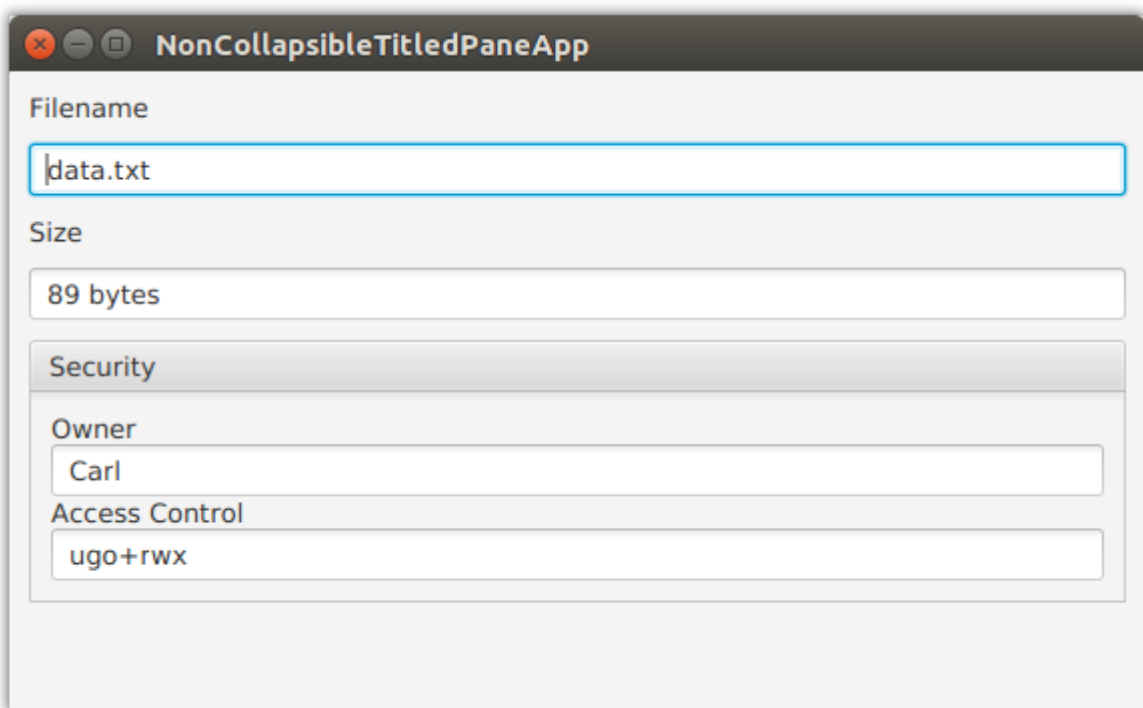 NonCollapsibleTitledPaneApp
Filename
data.txt
Size
89 bytes
Security
Owner
Carl
Access Control
ugo+rwx